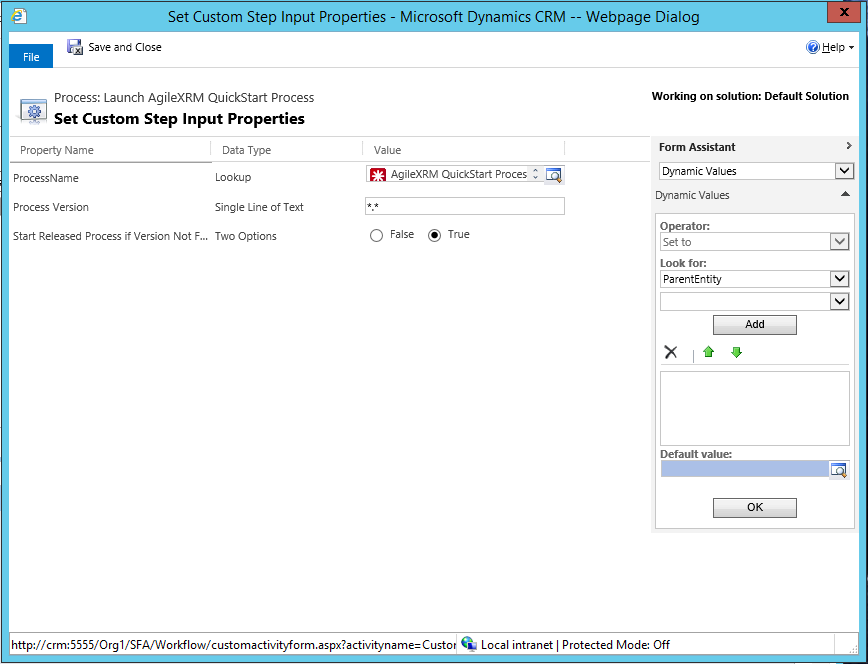 Set Custom Step Input Properties - Microsoft Dynamics CRM -- Webpage Dialog
X
File
Save and Close
Help
Process: Launch AgileXRM QuickStart Process
Set Custom Step Input Properties
Working on solution: Default Solution
Property Name Data Type Value
ProcessName Lookup AgileXRM QuickStart Proces
Process Version Single Line of Text *.*
Start Released Process if Version Not F... Two Options False True
Form Assistant
Dynamic Values
Dynamic Values
Operator:
Set to
Look for:
ParentEntity
Add
Default value:
OK
http://crm:5555/Org1/SFA/Workflow/customactivityform.aspx?activityname=Custor Local intranet | Protected Mode: Off